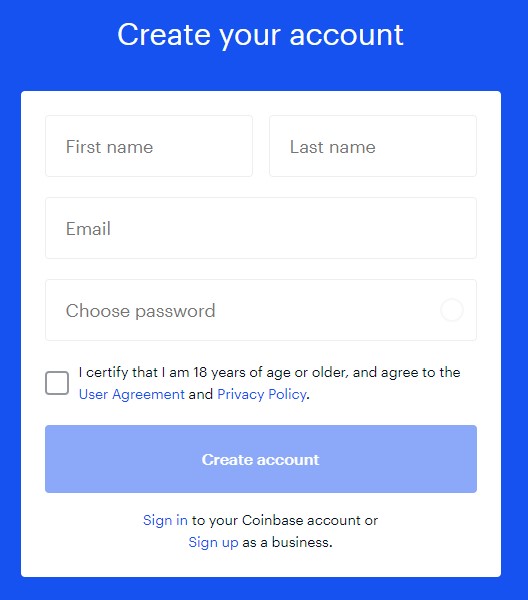 Create your account
First name
Last name
Email
Choose password
I certify that I am 18 years of age or older, and agree to the
User Agreement and Privacy Policy.
Create account
Sign in to your Coinbase account or
Sign up as a business.